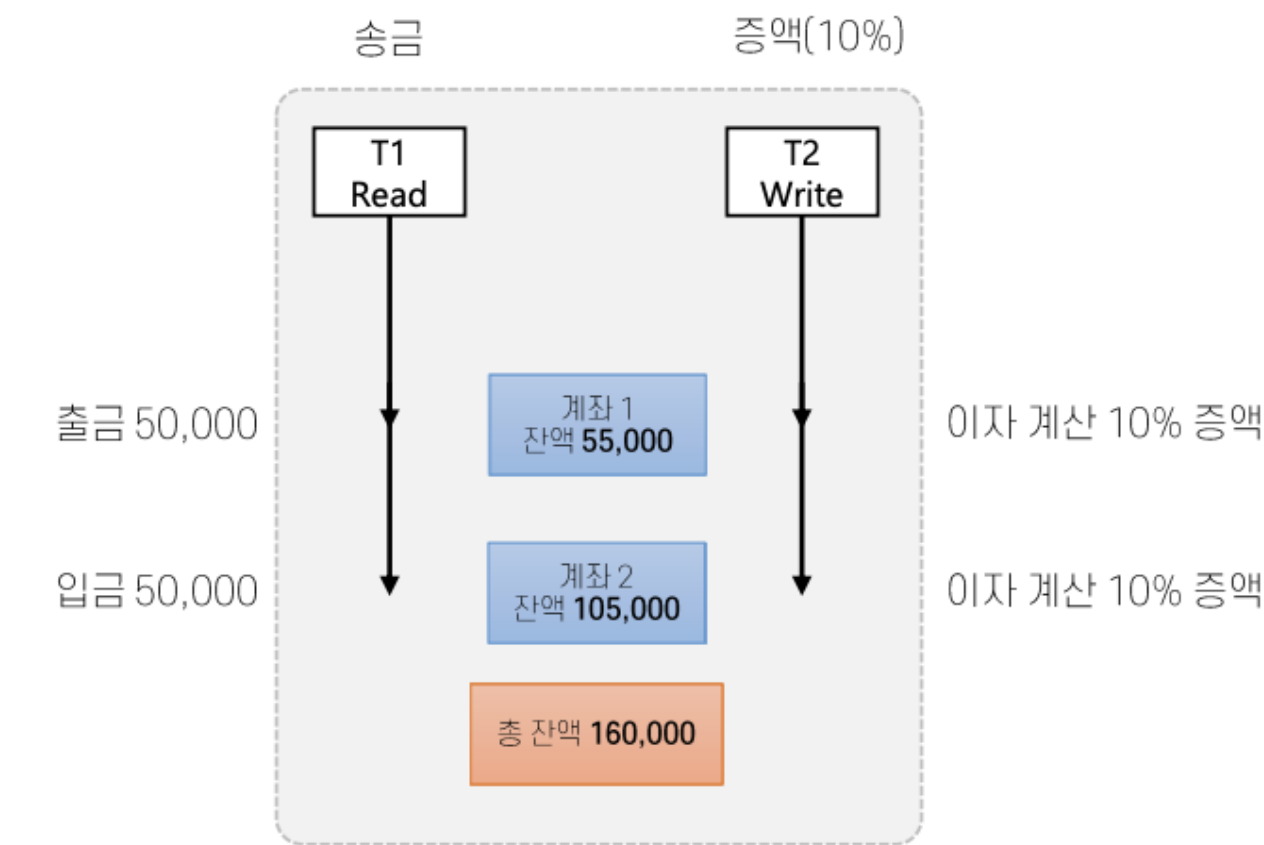 송금
증액(10%)
T1
Read
T2
Write
출금 50,000
계좌 1
잔액 55,000
이자 계산 10% 증액
입금 50,000
계좌 2
잔액 105,000
이자 계산 10% 증액
총 잔액 160,000